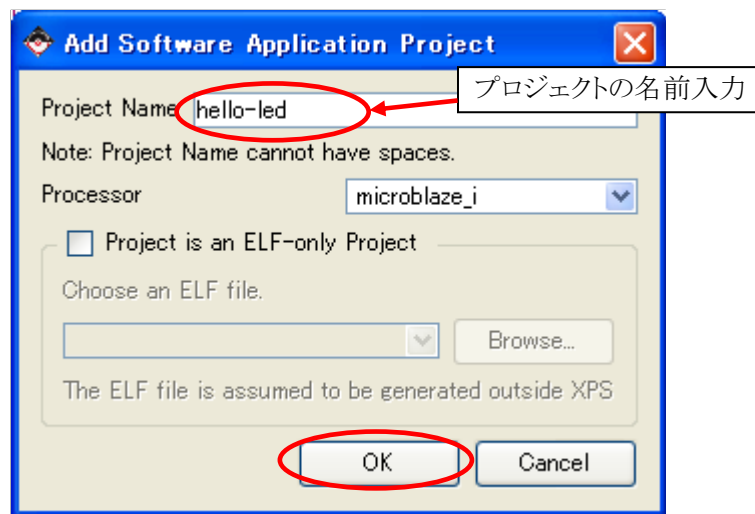 Add Software Application Project
プロジェクトの名前入力
Project Name hello-led
Note: Project Name cannot have spaces.
Processor microblaze_i
Project is an ELF-only Project
Choose an ELF file.
Browse...
The ELF file is assumed to be generated outside XPS
OK Cancel